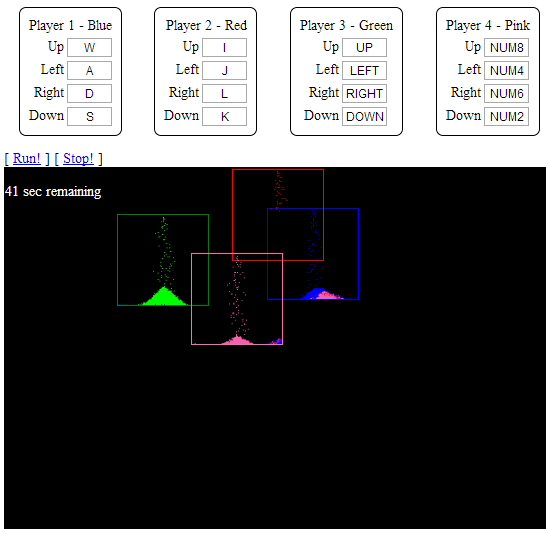 Player 1 - Blue
Up W
Left A
Right D
Down S
Player 2 - Red
Up I
Left J
Right L
Down K
Player 3 - Green
Up UP
Left LEFT
Right RIGHT
Down DOWN
Player 4 - Pink
Up NUM8
Left NUM4
Right NUM6
Down NUM2
[ Run! ] [ Stop! ]
41 sec remaining